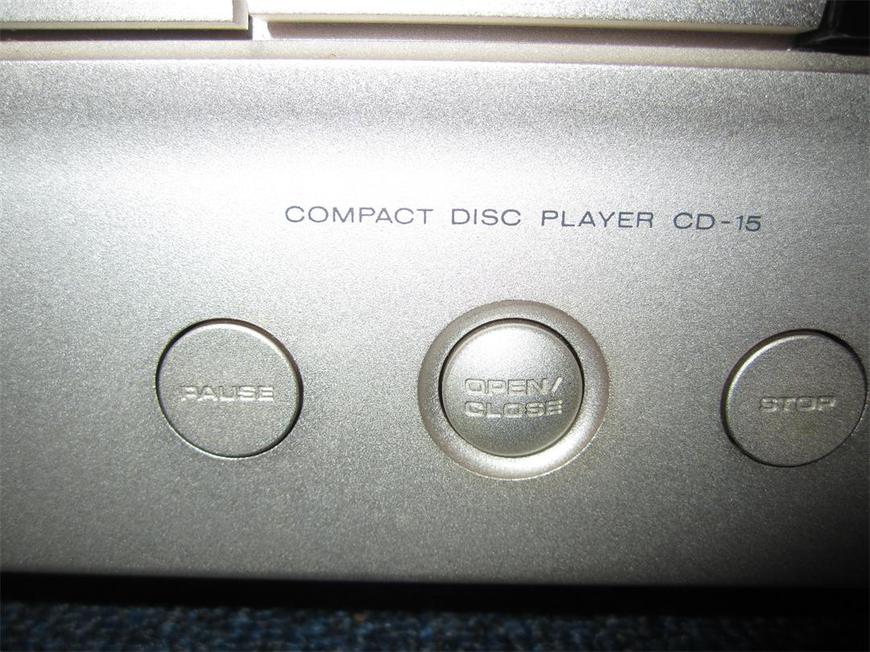 COMPACT DISC PLAYER CD-15
PAUSE
OPEN/
CLOSE
STOP